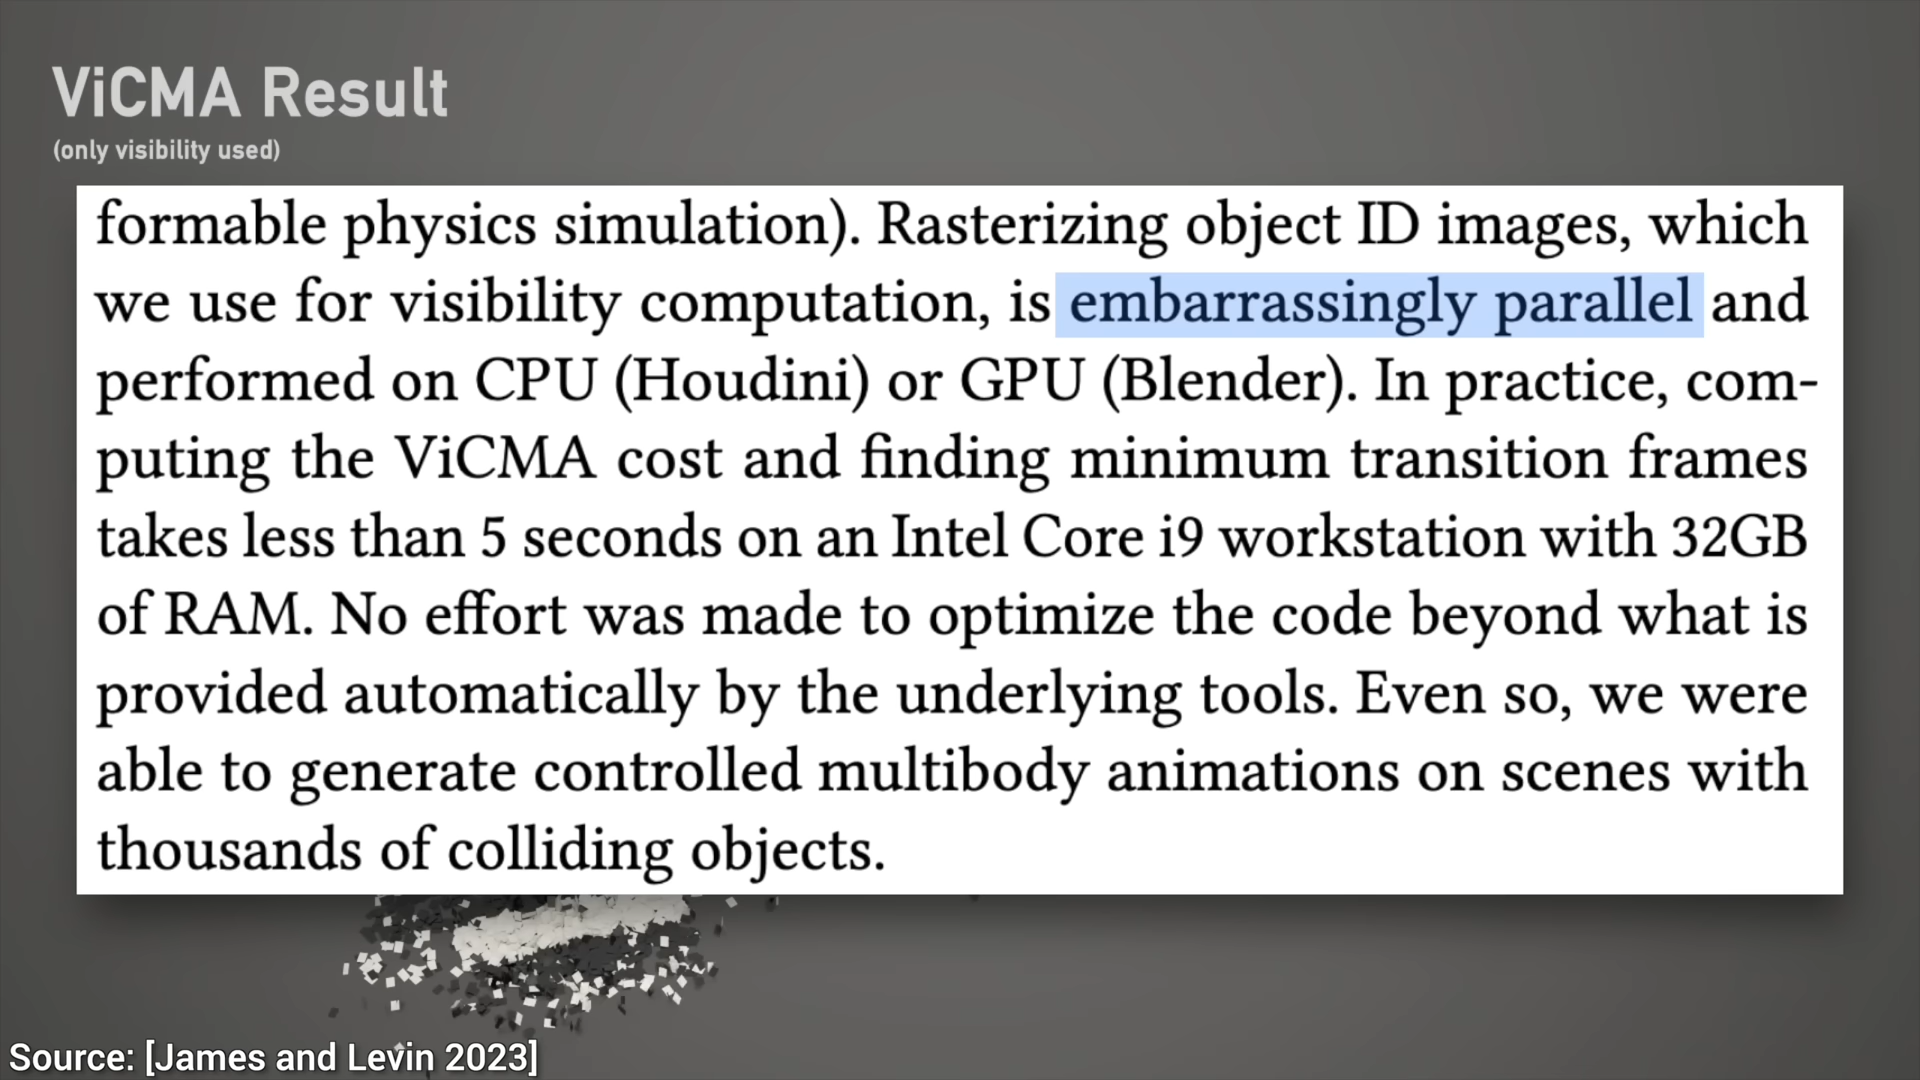 ViCMA Result
(only visibility used)
formable physics simulation). Rasterizing object ID images, which
we use for visibility computation, is embarrassingly parallel and
performed on CPU (Houdini) or GPU (Blender). In practice, com-
puting the ViCMA cost and finding minimum transition frames
takes less than 5 seconds on an Intel Core i9 workstation with 32GB
of RAM. No effort was made to optimize the code beyond what is
provided automatically by the underlying tools. Even so, we were
able to generate controlled multibody animations on scenes with
thousands of colliding objects.
Source: [James and Levin 2023]